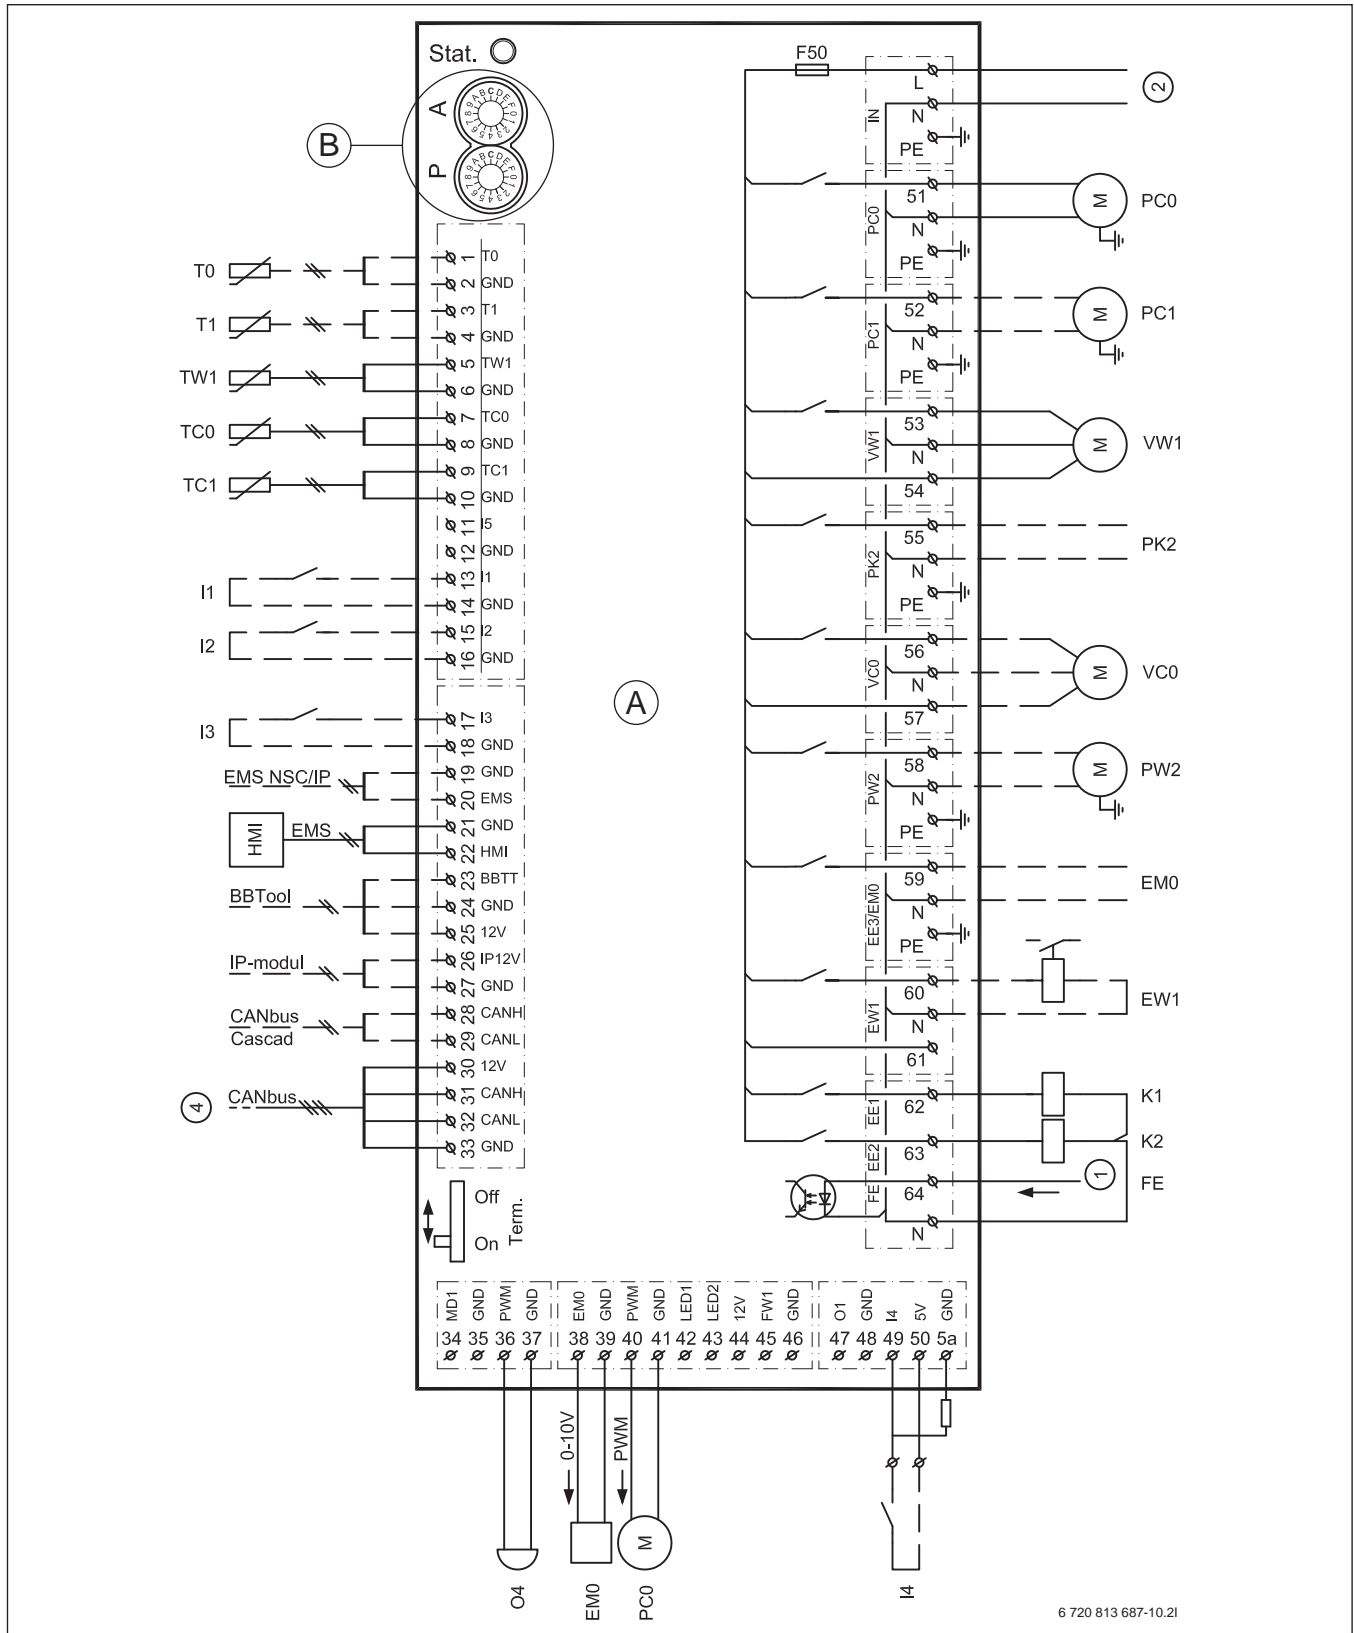 Stat.
A
0123456789ABCDEF
P
0123456789ABCDEF
B
F50
L
IN
N
PE
2
51
PC0
N
PE
M
PC0
52
PC1
N
PE
M
PC1
53
VW1
N
54
M
VW1
55
PK2
N
PE
PK2
56
VC0
N
57
M
VC0
58
PW2
N
PE
M
PW2
59
EE3/EM0
N
PE
EM0
60
EW1
N
61
EW1
EE1
62
K1
EE2
63
K2
FE
64
N
1
FE
A
T0
1 T0
2 GND
T1
3 T1
4 GND
TW1
5 TW1
6 GND
TC0
7 TC0
8 GND
TC1
9 TC1
10 GND
11 I5
12 GND
I1
13 I1
14 GND
I2
15 I2
16 GND
I3
17 I3
18 GND
EMS NSC/IP
19 GND
20 EMS
HMI
EMS
21 GND
22 HMI
BBTool
23 BBTT
24 GND
25 12V
IP-modul
26 IP12V
27 GND
CANbus
Cascad
28 CANH
29 CANL
4
CANbus
30 12V
31 CANH
32 CANL
33 GND
Off
On
Term.
MD1 GND PWM GND EM0 GND PWM GND LED1 LED2 12V FW1 GND O1 GND I4 5V GND
34 35 36 37 38 39 40 41 42 43 44 45 46 47 48 49 50 5a
0-10V
PWM
M
O4
EM0
PC0
I4
6 720 813 687-10.2I